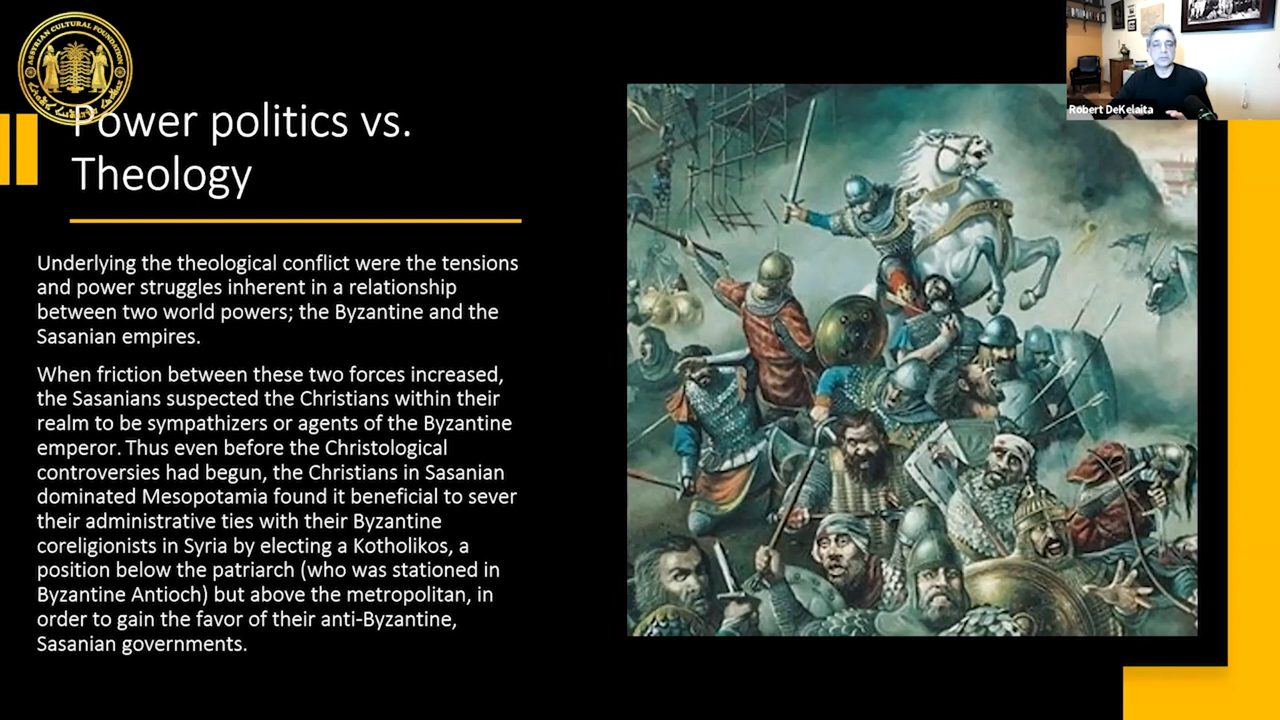 ASSYRIAN CULTURAL FOUNDATION
Power politics vs.
Theology
Underlying the theological conflict were the tensions
and power struggles inherent in a relationship
between two world powers; the Byzantine and the
Sasanian empires.
When friction between these two forces increased,
the Sasanians suspected the Christians within their
realm to be sympathizers or agents of the Byzantine
emperor. Thus even before the Christological
controversies had begun, the Christians in Sasanian
dominated Mesopotamia found it beneficial to sever
their administrative ties with their Byzantine
coreligionists in Syria by electing a Kotholikos, a
position below the patriarch (who was stationed in
Byzantine Antioch) but above the metropolitan, in
order to gain the favor of their anti-Byzantine,
Sasanian governments.
Robert DeKelaita